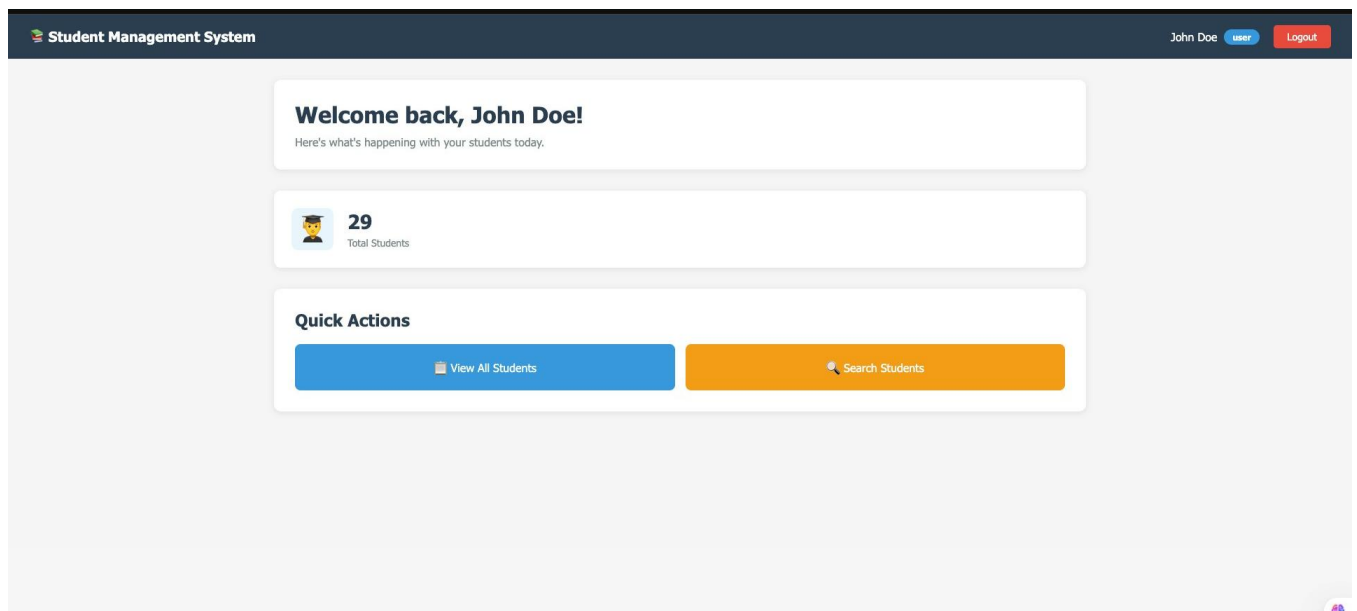 Student Management System
John Doe user Logout
Welcome back, John Doe!
Here's what's happening with your students today.
29
Total Students
Quick Actions
View All Students
Search Students